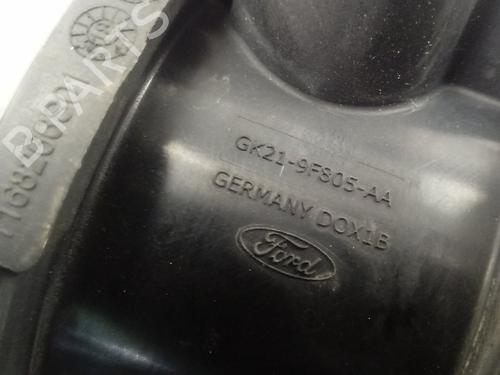 GK21-9F805-AA
GERMANY DOX1B
Ford
B-PARTS